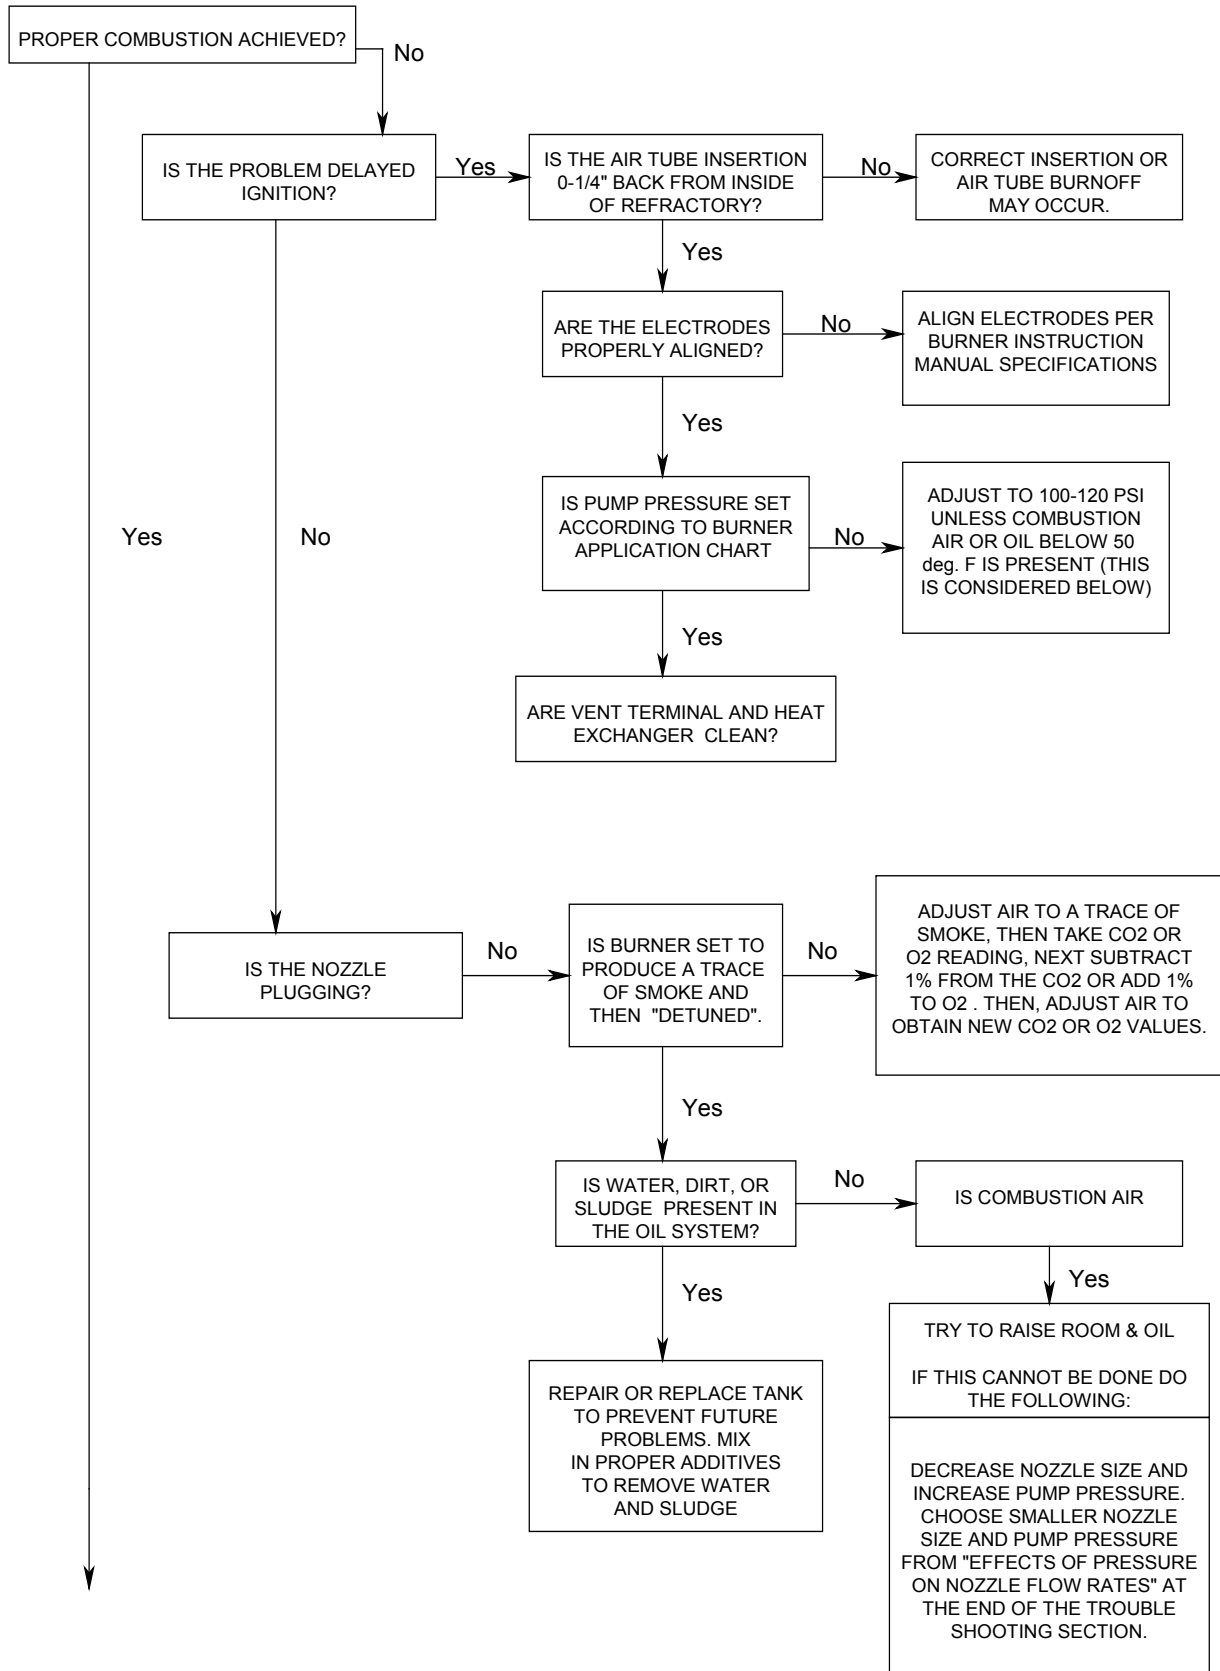 PROPER COMBUSTION ACHIEVED?
No
IS THE PROBLEM DELAYED
IGNITION?
Yes
IS THE AIR TUBE INSERTION
0-1/4" BACK FROM INSIDE
OF REFRACTORY?
No
CORRECT INSERTION OR
AIR TUBE BURNOFF
MAY OCCUR.
Yes
ARE THE ELECTRODES
PROPERLY ALIGNED?
No
ALIGN ELECTRODES PER
BURNER INSTRUCTION
MANUAL SPECIFICATIONS
Yes
IS PUMP PRESSURE SET
ACCORDING TO BURNER
APPLICATION CHART
No
ADJUST TO 100-120 PSI
UNLESS COMBUSTION
AIR OR OIL BELOW 50
deg. F IS PRESENT (THIS
IS CONSIDERED BELOW)
Yes
No
Yes
ARE VENT TERMINAL AND HEAT
EXCHANGER CLEAN?
IS THE NOZZLE
PLUGGING?
No
IS BURNER SET TO
PRODUCE A TRACE
OF SMOKE AND
THEN "DETUNED".
No
ADJUST AIR TO A TRACE OF
SMOKE, THEN TAKE CO2 OR
O2 READING, NEXT SUBTRACT
1% FROM THE CO2 OR ADD 1%
TO O2 . THEN, ADJUST AIR TO
OBTAIN NEW CO2 OR O2 VALUES.
Yes
IS WATER, DIRT, OR
SLUDGE PRESENT IN
THE OIL SYSTEM?
No
IS COMBUSTION AIR
Yes
Yes
REPAIR OR REPLACE TANK
TO PREVENT FUTURE
PROBLEMS. MIX
IN PROPER ADDITIVES
TO REMOVE WATER
AND SLUDGE
TRY TO RAISE ROOM & OIL
IF THIS CANNOT BE DONE DO
THE FOLLOWING:
DECREASE NOZZLE SIZE AND
INCREASE PUMP PRESSURE.
CHOOSE SMALLER NOZZLE
SIZE AND PUMP PRESSURE
FROM "EFFECTS OF PRESSURE
ON NOZZLE FLOW RATES" AT
THE END OF THE TROUBLE
SHOOTING SECTION.